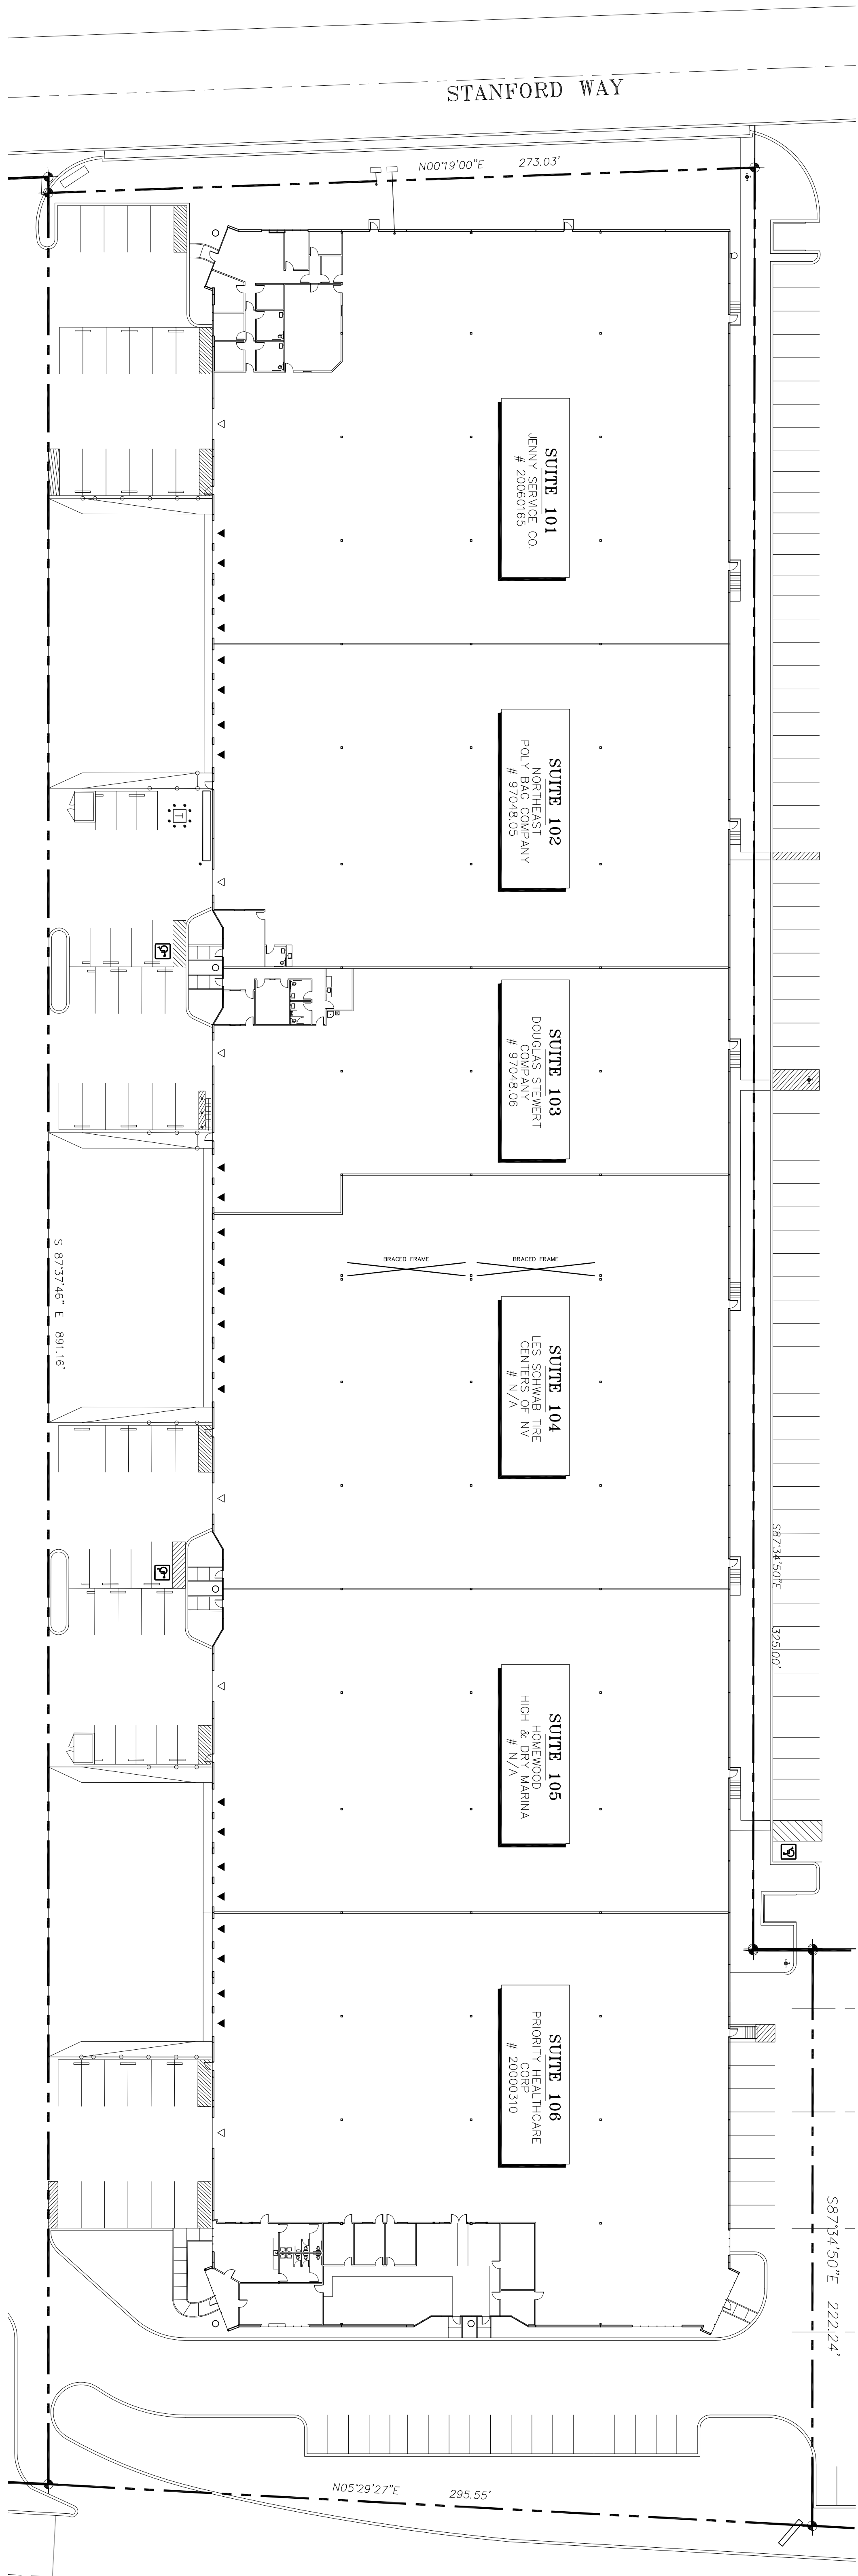 STANFORD WAY
N00°19'00"E 273.03'
SUITE 101
JENNY SERVICE CO.
# 20060165
SUITE 102
NORTHEAST
POLY BAG COMPANY
# 97048.05
T
SUITE 103
DOUGLAS STEWERT
COMPANY
# 97048.06
S 87°37'46" E 891.16'
BRACED FRAME
BRACED FRAME
SUITE 104
LES SCHWAB TIRE
CENTERS OF NV
# N/A
S87°34'50"E 325.00'
SUITE 105
HOMEWOOD
HIGH & DRY MARINA
# N/A
SUITE 106
PRIORITY HEALTHCARE
CORP
# 20000310
S87°34'50"E 222.24'
N05°29'27"E 295.55'